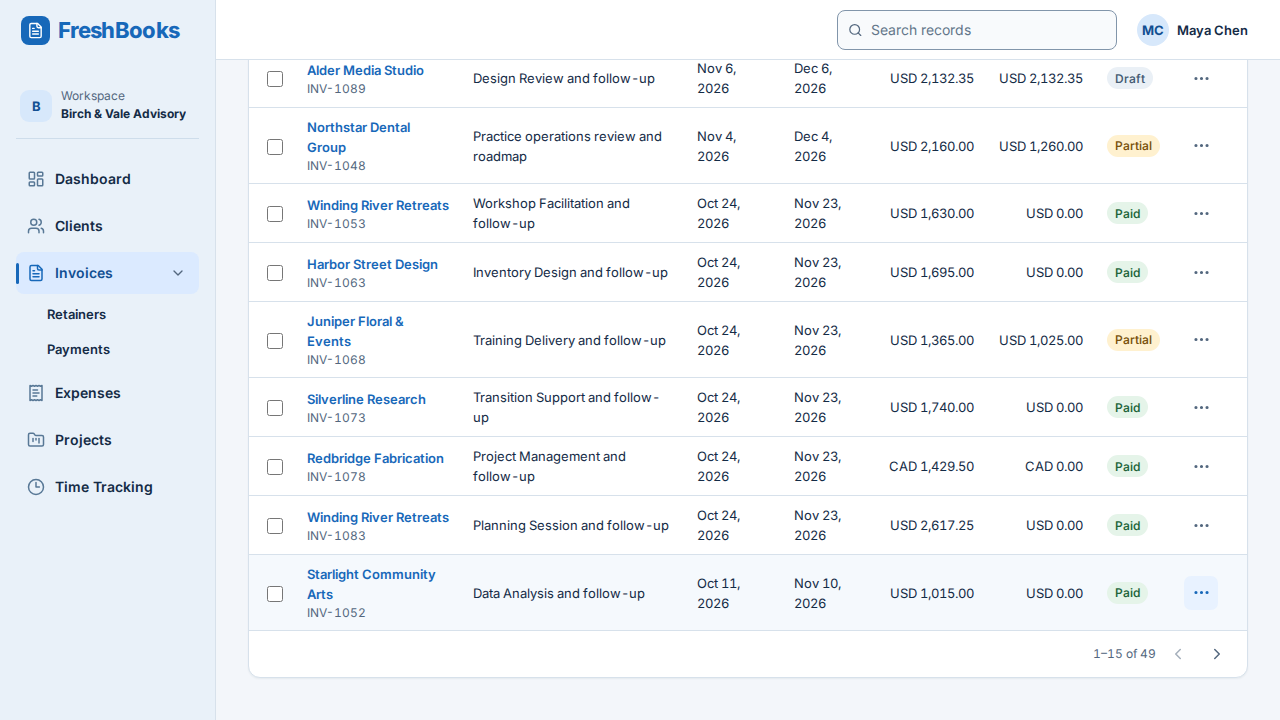 FreshBooks
Search records
MC
Maya Chen
B
Workspace
Birch & Vale Advisory
Dashboard
Clients
Invoices
Retainers
Payments
Expenses
Projects
Time Tracking
Alder Media Studio
INV-1089
Design Review and follow-up
Nov 6,
2026
Dec 6,
2026
USD 2,132.35
USD 2,132.35
Draft
Northstar Dental
Group
INV-1048
Practice operations review and
roadmap
Nov 4,
2026
Dec 4,
2026
USD 2,160.00
USD 1,260.00
Partial
Winding River Retreats
INV-1053
Workshop Facilitation and
follow-up
Oct 24,
2026
Nov 23,
2026
USD 1,630.00
USD 0.00
Paid
Harbor Street Design
INV-1063
Inventory Design and follow-up
Oct 24,
2026
Nov 23,
2026
USD 1,695.00
USD 0.00
Paid
Juniper Floral &
Events
INV-1068
Training Delivery and follow-up
Oct 24,
2026
Nov 23,
2026
USD 1,365.00
USD 1,025.00
Partial
Silverline Research
INV-1073
Transition Support and follow-
up
Oct 24,
2026
Nov 23,
2026
USD 1,740.00
USD 0.00
Paid
Redbridge Fabrication
INV-1078
Project Management and
follow-up
Oct 24,
2026
Nov 23,
2026
CAD 1,429.50
CAD 0.00
Paid
Winding River Retreats
INV-1083
Planning Session and follow-up
Oct 24,
2026
Nov 23,
2026
USD 2,617.25
USD 0.00
Paid
Starlight Community
Arts
INV-1052
Data Analysis and follow-up
Oct 11,
2026
Nov 10,
2026
USD 1,015.00
USD 0.00
Paid
1–15 of 49